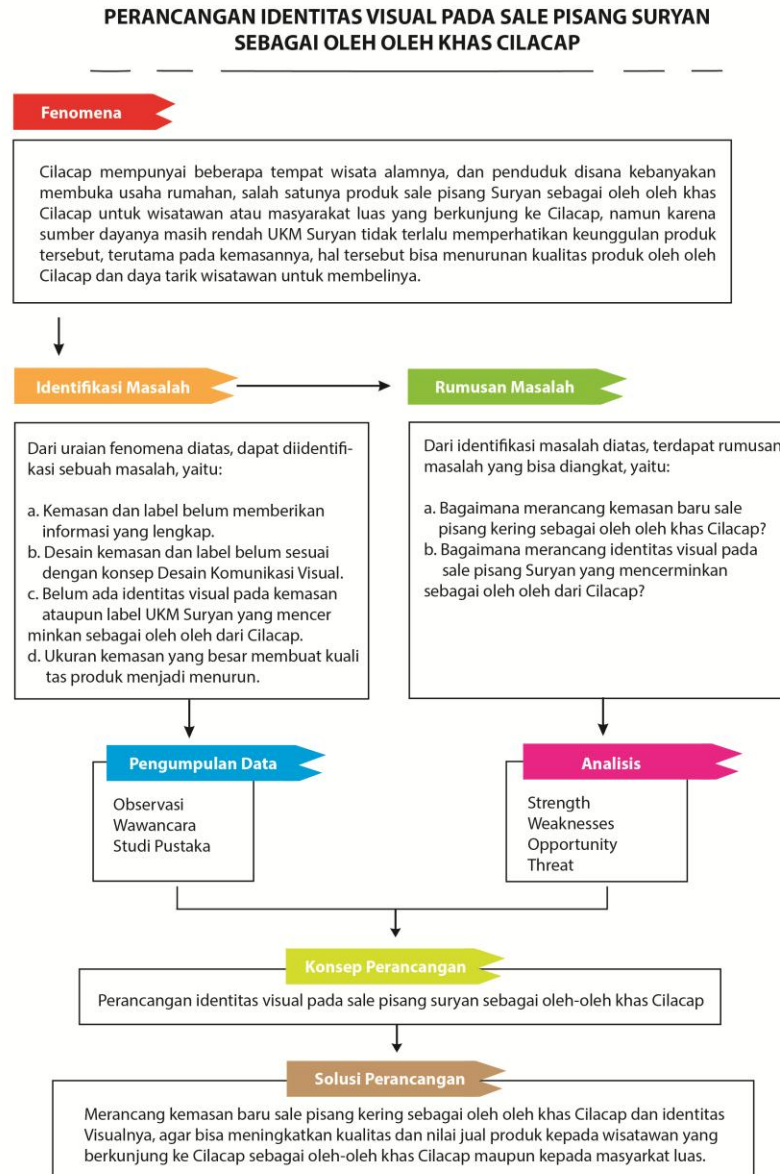 PERANCANGAN IDENTITAS VISUAL PADA SALE PISANG SURYAN
SEBAGAI OLEH OLEH KHAS CILACAP
Fenomena
Cilacap mempunyai beberapa tempat wisata alamnya, dan penduduk disana kebanyakan
membuka usaha rumahan, salah satunya produk sale pisang Suryan sebagai oleh oleh khas
Cilacap untuk wisatawan atau masyarakat luas yang berkunjung ke Cilacap, namun karena
sumber dayanya masih rendah UKM Suryan tidak terlalu memperhatikan keunggulan produk
tersebut, terutama pada kemasannya, hal tersebut bisa menurunan kualitas produk oleh oleh
Cilacap dan daya tarik wisatawan untuk membelinya.
Identifikasi Masalah
Dari uraian fenomena diatas, dapat diidentifi-
kasi sebuah masalah, yaitu:
a. Kemasan dan label belum memberikan
informasi yang lengkap.
b. Desain kemasan dan label belum sesuai
dengan konsep Desain Komunikasi Visual.
c. Belum ada identitas visual pada kemasan
ataupun label UKM Suryan yang mencer
minkan sebagai oleh oleh dari Cilacap.
d. Ukuran kemasan yang besar membuat kuali
tas produk menjadi menurun.
Rumusan Masalah
Dari identifikasi masalah diatas, terdapat rumusan
masalah yang bisa diangkat, yaitu:
a. Bagaimana merancang kemasan baru sale
pisang kering sebagai oleh oleh khas Cilacap?
b. Bagaimana merancang identitas visual pada
sale pisang Suryan yang mencerminkan
sebagai oleh oleh dari Cilacap?
Pengumpulan Data
Observasi
Wawancara
Studi Pustaka
Analisis
Strength
Weaknesses
Opportunity
Threat
Konsep Perancangan
Perancangan identitas visual pada sale pisang suryan sebagai oleh-oleh khas Cilacap
Solusi Perancangan
Merancang kemasan baru sale pisang kering sebagai oleh oleh khas Cilacap dan identitas
Visualnya, agar bisa meningkatkan kualitas dan nilai jual produk kepada wisatawan yang
berkunjung ke Cilacap sebagai oleh-oleh khas Cilacap maupun kepada masyarkat luas.